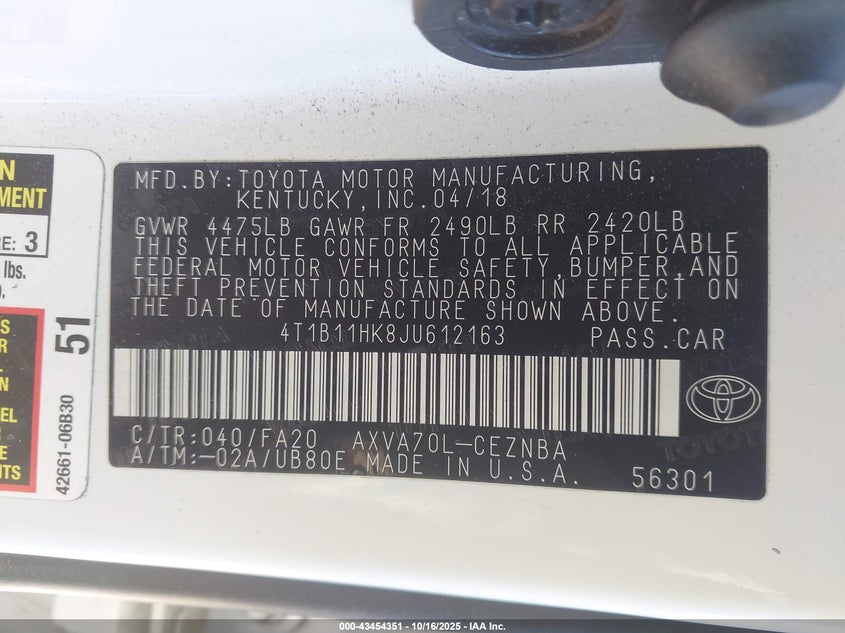 MFD.BY:TOYOTA MOTOR MANUFACTURING,
KENTUCKY,INC.04/18
GVWR 4475LB GAWR FR 2490LB RR 2420LB
THIS VEHICLE CONFORMS TO ALL APPLICABLE
FEDERAL MOTOR VEHICLE SAFETY,BUMPER,AND
THEFT PREVENTION STANDARDS IN EFFECT ON
THE DATE OF MANUFACTURE SHOWN ABOVE.
4T1B11HK8JU612163 PASS.CAR
C/TR:040/FA20 AXVA70L-CEZNBA
A/TM:-02A/UB80E MADE IN U.S.A.
56301
TOYOTA
51
42661-06B30
3
lbs.
000-43454351 - 10/16/2025 - IAA Inc.